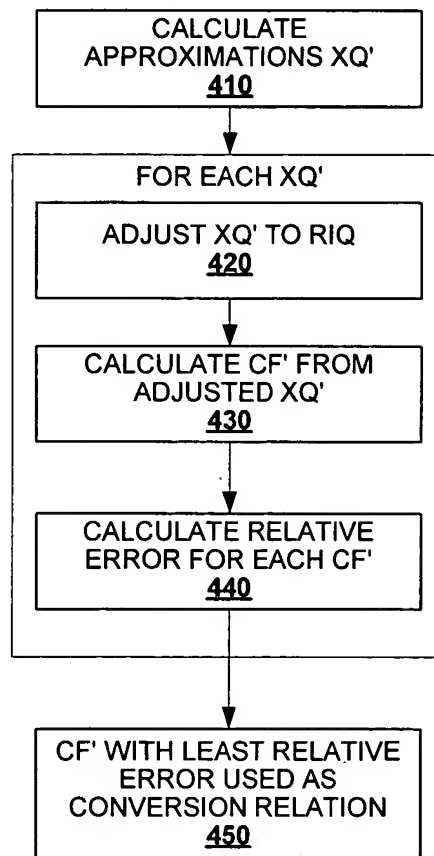 CALCULATE
APPROXIMATIONS XQ'
410
FOR EACH XQ'
ADJUST XQ' TO RIQ
420
CALCULATE CF' FROM
ADJUSTED XQ'
430
CALCULATE RELATIVE
ERROR FOR EACH CF'
440
CF' WITH LEAST RELATIVE
ERROR USED AS
CONVERSION RELATION
450